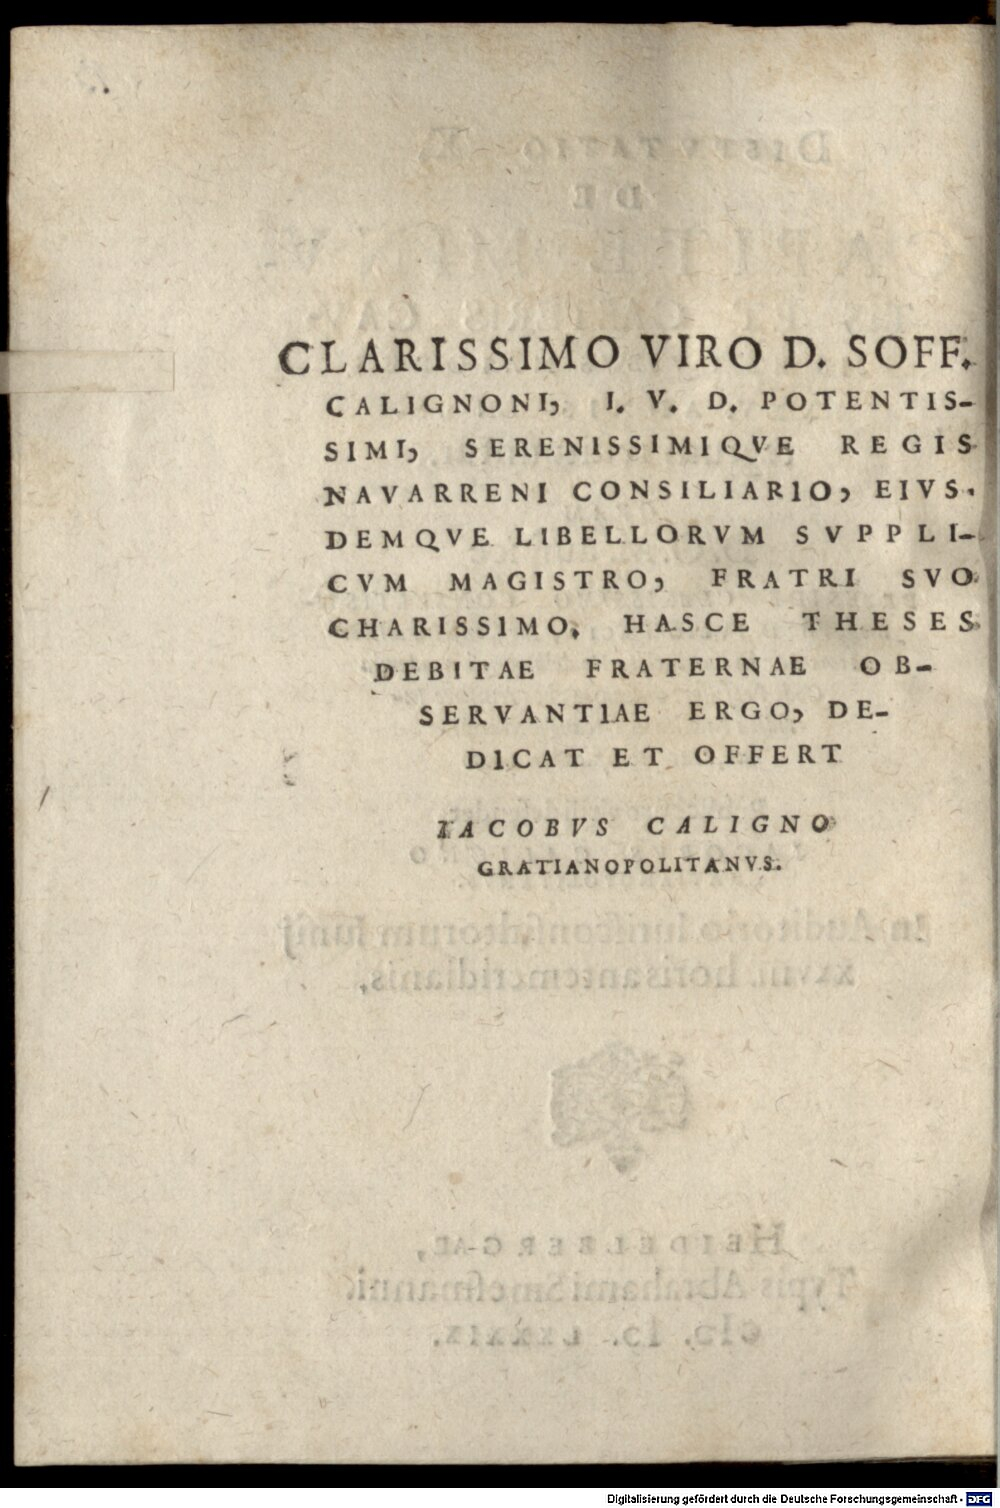 CLARISSIMO VIRO D. SOFF.
CALIGNONI, I. V. D. POTENTIS-
SIMI, SERENISSIMIQVE REGIS
NAVARRENI CONSILIARIO, EIVS-
DEMQVE LIBELLORVM SVPPLI-
CVM MAGISTRO, FRATRI SVO
CHARISSIMO, HASCE THESES
DEBITAE FRATERNAE OB-
SERVANTIAE ERGO, DE-
DICAT ET OFFERT
IACOBVS CALIGNO
GRATIANOPOLITANVS.
Digitalisierung gefördert durch die Deutsche Forschungsgemeinschaft - DFG